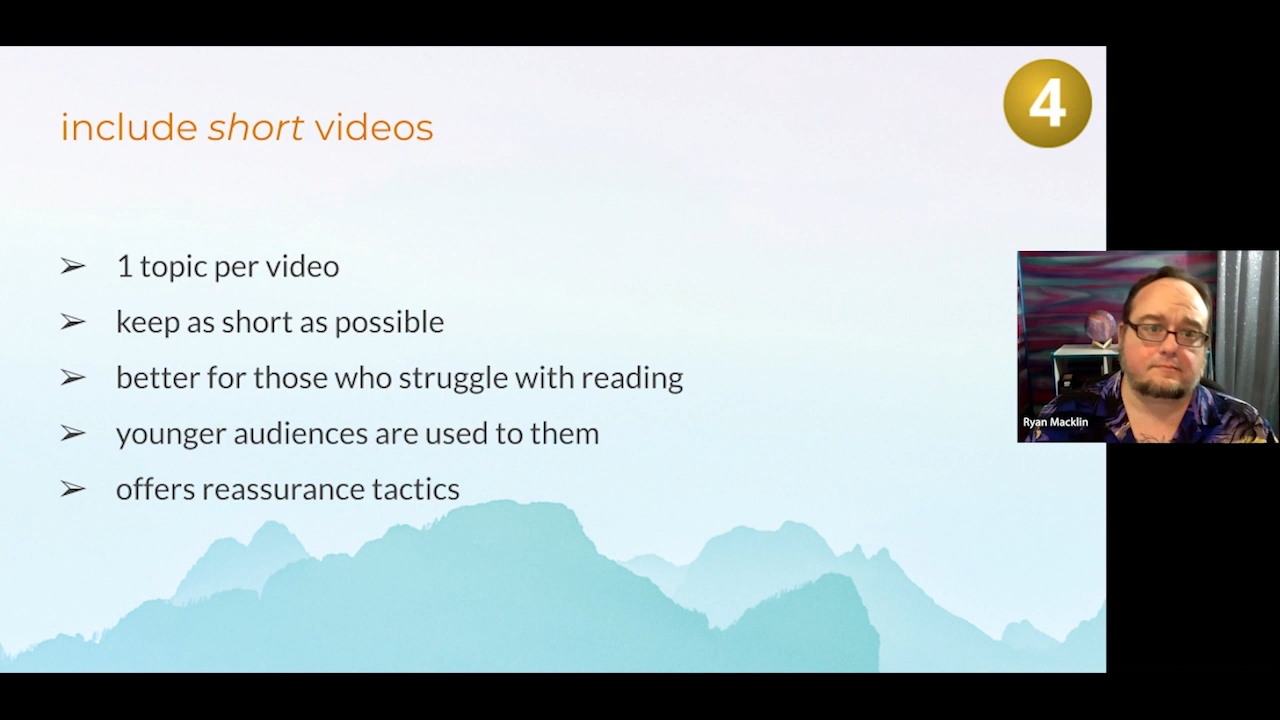 4
include short videos
➢ 1 topic per video
➢ keep as short as possible
➢ better for those who struggle with reading
➢ younger audiences are used to them
➢ offers reassurance tactics
Ryan Macklin